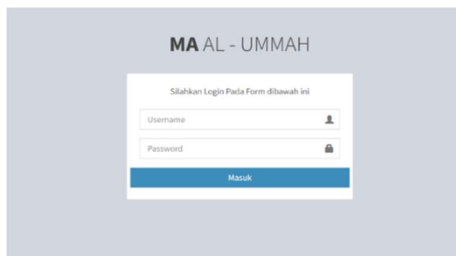 MA AL - UMMAH
Silahkan Login Pada Form dibawah ini
Username
Password
Masuk